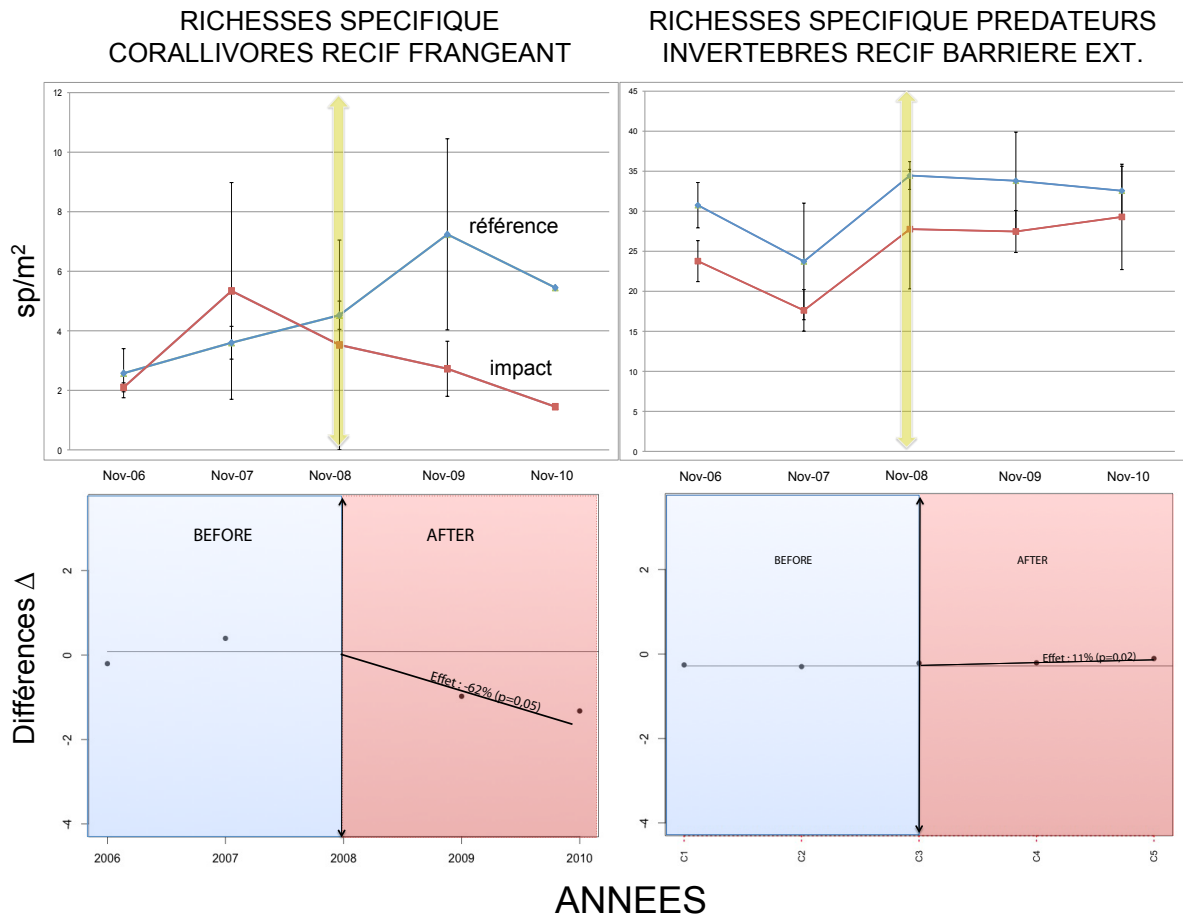 RICHESSES SPECIFIQUE
CORALLIVORES RECIF FRANGEANT
RICHESSES SPECIFIQUE PREDATEURS
INVERTEBRES RECIF BARRIERE EXT.
sp/m²
12
10
8
6
4
2
0
référence
impact
Nov-06 Nov-07 Nov-08 Nov-09 Nov-10
45
40
35
30
25
20
15
10
5
0
Nov-06 Nov-07 Nov-08 Nov-09 Nov-10
Différences Δ
2
0
-2
-4
BEFORE AFTER
Effet : -62% (p=0,05)
2006 2007 2008 2009 2010
2
0
-2
-4
BEFORE AFTER
Effet : 11% (p=0,02)
C1 C2 C3 C4 C5
ANNEES